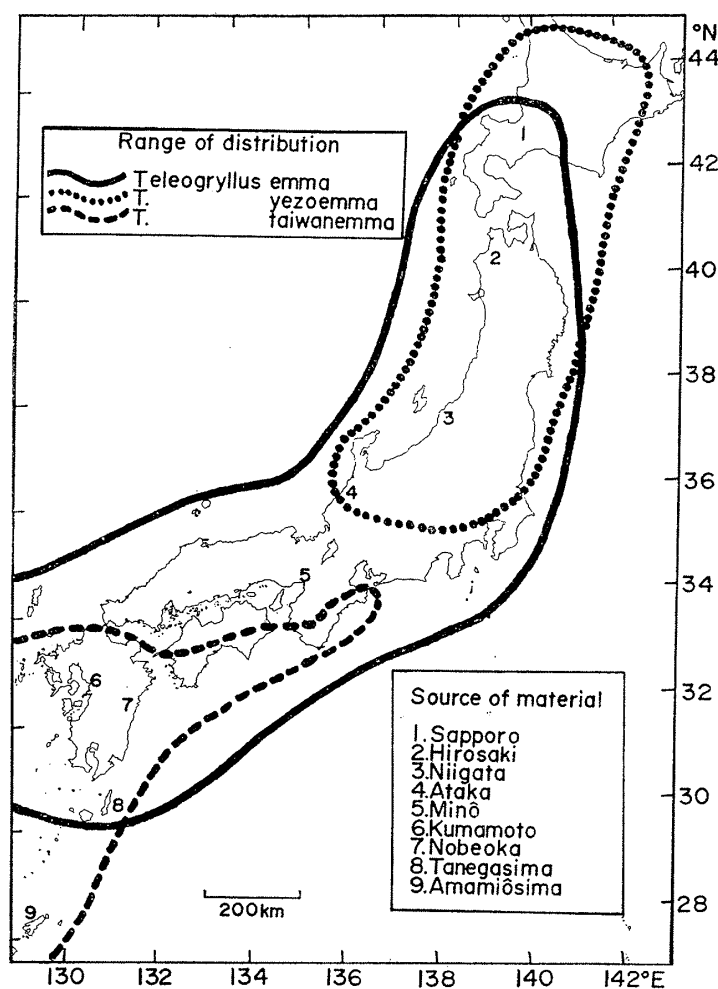 °N
44
42
40
38
36
34
32
30
28
Range of distribution
Teleogryllus emma
T. yezoemma
T. taiwanemma
1
2
3
4
5
6
7
8
9
Source of material
1. Sapporo
2. Hirosaki
3. Niigata
4. Ataka
5. Minô
6. Kumamoto
7. Nobeoka
8. Tanegasima
9. Amamiôsima
200km
130 132 134 136 138 140 142°E